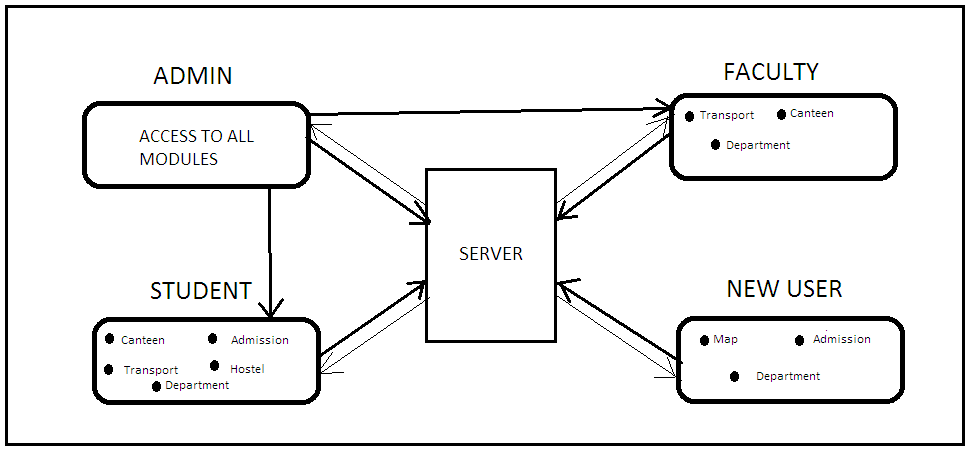 ADMIN
ACCESS TO ALL
MODULES
FACULTY
Transport Canteen
Department
SERVER
STUDENT
Canteen Admission
Transport Hostel
Department
NEW USER
Map Admission
Department